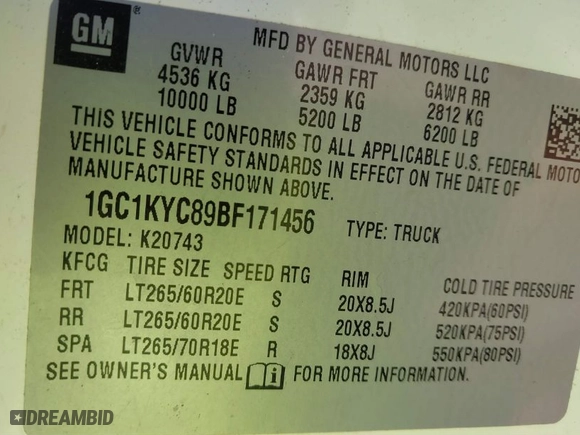 GM
MFD BY GENERAL MOTORS LLC
GVWR GAWR FRT GAWR RR
4536 KG 2359 KG 2812 KG
10000 LB 5200 LB 6200 LB
THIS VEHICLE CONFORMS TO ALL APPLICABLE U.S. FEDERAL MOTO
VEHICLE SAFETY STANDARDS IN EFFECT ON THE DATE OF
MANUFACTURE SHOWN ABOVE.
1GC1KYC89BF171456 TYPE: TRUCK
MODEL: K20743
KFCG TIRE SIZE SPEED RTG RIM COLD TIRE PRESSURE
FRT LT265/60R20E S 20X8.5J 420KPA(60PSI)
RR LT265/60R20E S 20X8.5J 520KPA(75PSI)
SPA LT265/70R18E R 18X8J 550KPA(80PSI)
SEE OWNER'S MANUAL FOR MORE INFORMATION.
DREAMBID